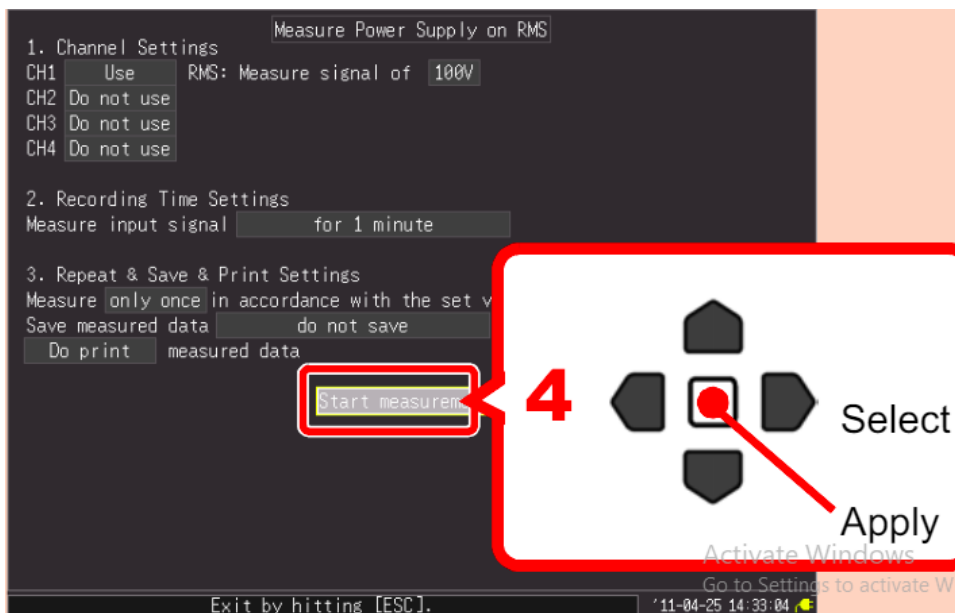 Measure Power Supply on RMS
1. Channel Settings
CH1 Use RMS: Measure signal of 100V
CH2 Do not use
CH3 Do not use
CH4 Do not use
2. Recording Time Settings
Measure input signal for 1 minute
3. Repeat & Save & Print Settings
Measure only once in accordance with the set v
Save measured data do not save
Do print measured data
Start measurem
4
Select
Apply
Activate Windows
Go to Settings to activate W
Exit by hitting [ESC].
'11-04-25 14:33:04